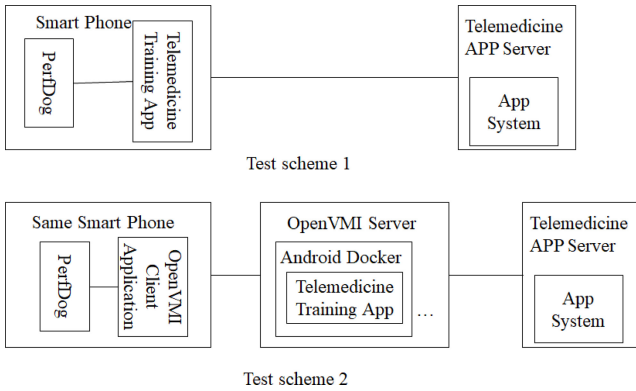 Smart Phone
PerfDog
Telemedicine
Training App
Telemedicine
APP Server
App
System
Test scheme 1
Same Smart Phone
PerfDog
OpenVMI
Client
Application
OpenVMI Server
Android Docker
Telemedicine
Training App
...
Telemedicine
APP Server
App
System
Test scheme 2